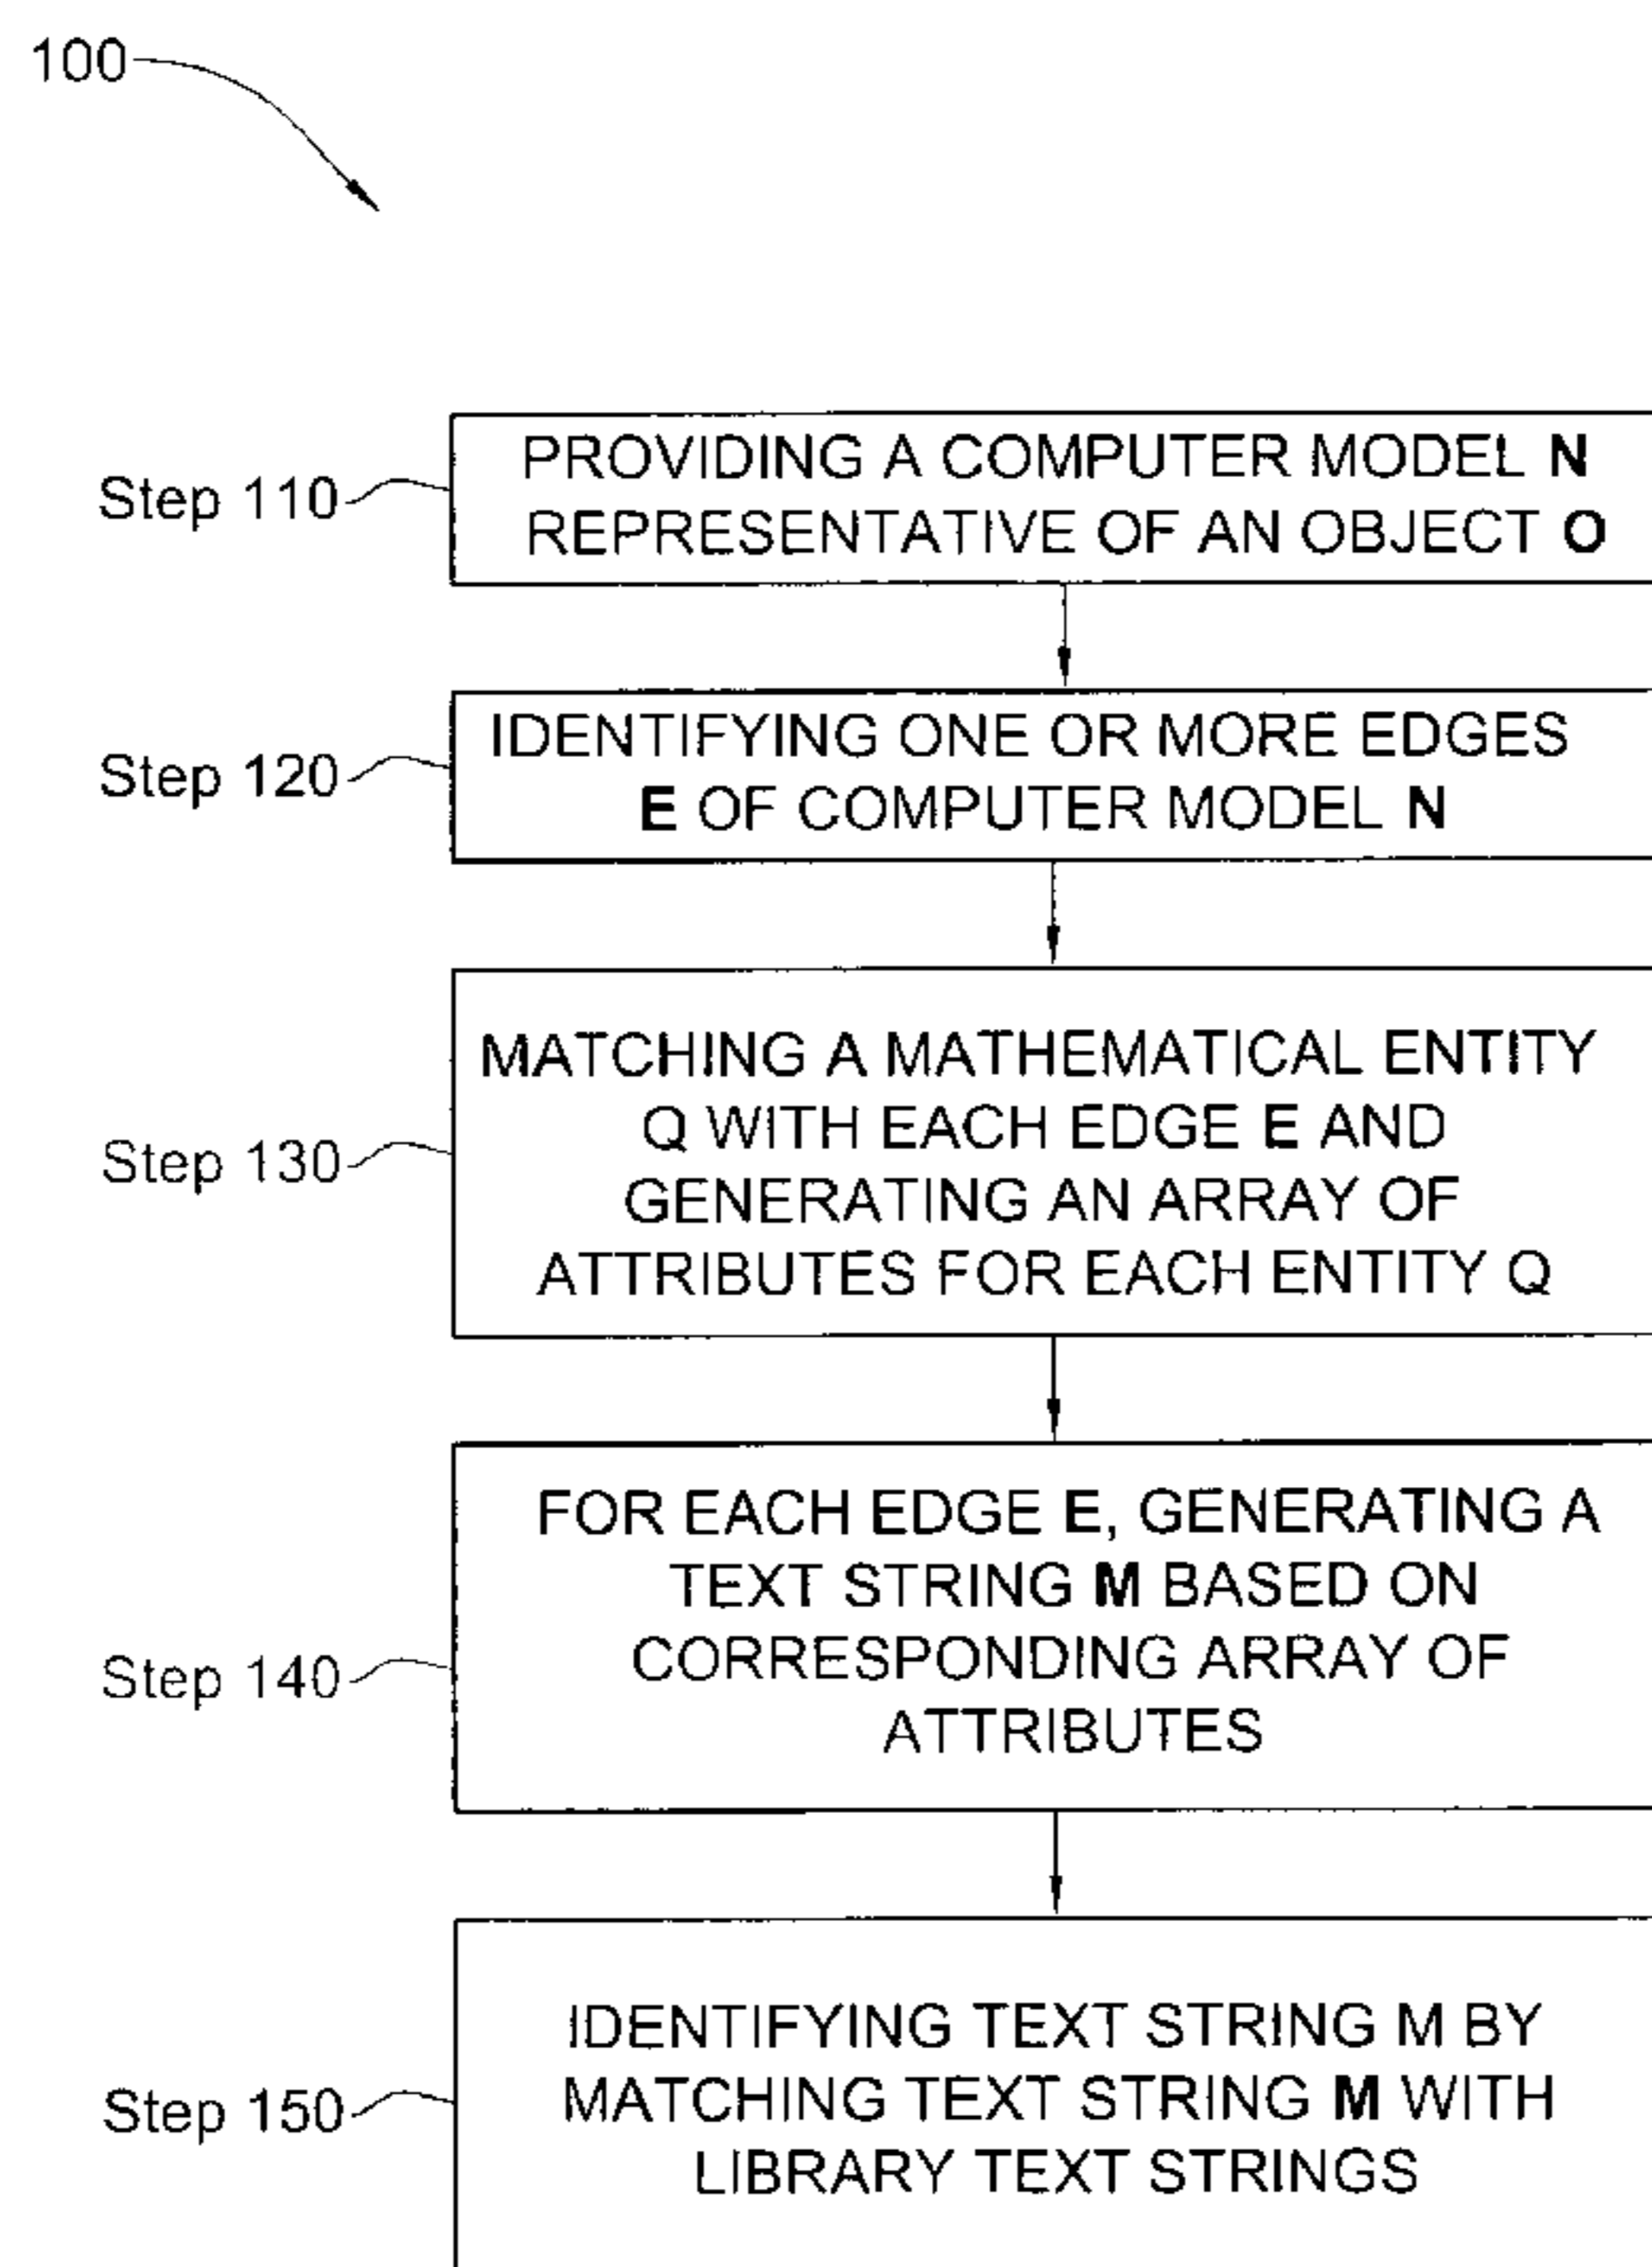 100
Step 110
PROVIDING A COMPUTER MODEL N
REPRESENTATIVE OF AN OBJECT O
Step 120
IDENTIFYING ONE OR MORE EDGES
E OF COMPUTER MODEL N
Step 130
MATCHING A MATHEMATICAL ENTITY
Q WITH EACH EDGE E AND
GENERATING AN ARRAY OF
ATTRIBUTES FOR EACH ENTITY Q
Step 140
FOR EACH EDGE E, GENERATING A
TEXT STRING M BASED ON
CORRESPONDING ARRAY OF
ATTRIBUTES
Step 150
IDENTIFYING TEXT STRING M BY
MATCHING TEXT STRING M WITH
LIBRARY TEXT STRINGS